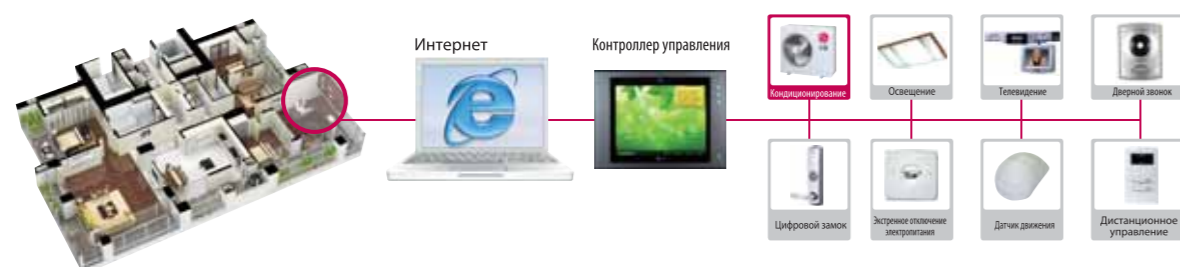 Интернет
Контроллер управления
Кондиционирование
Освещение
Телевидение
Дверной звонок
Цифровой замок
Экстренное отключение
электропитания
Датчик движения
Дистанционное
управление